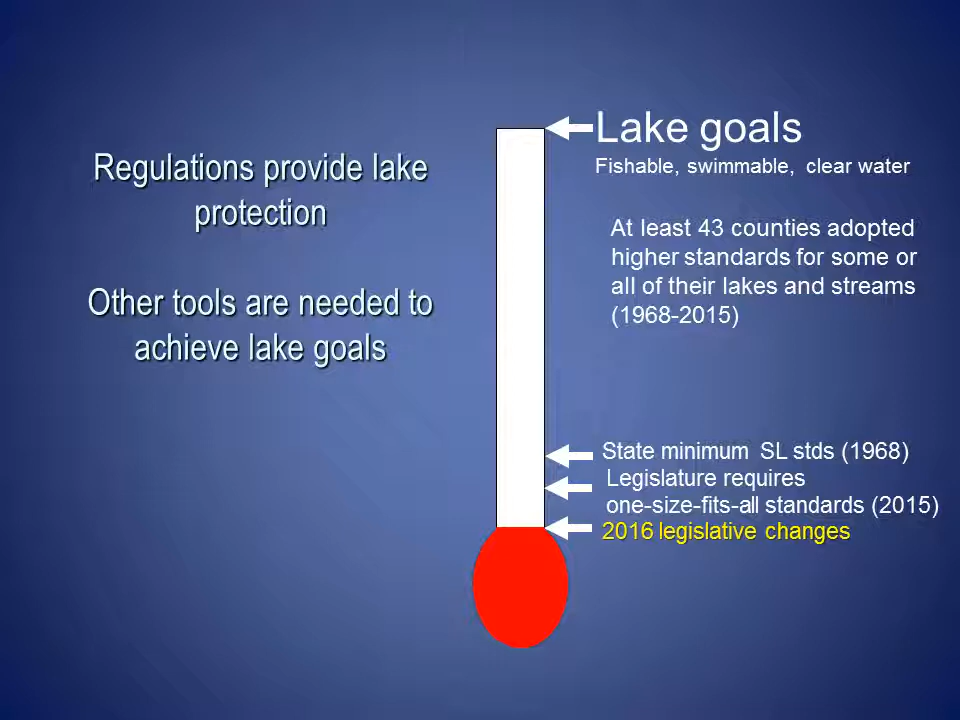 Regulations provide lake
protection
Other tools are needed to
achieve lake goals
Lake goals
Fishable, swimmable, clear water
At least 43 counties adopted
higher standards for some or
all of their lakes and streams
(1968-2015)
State minimum SL stds (1968)
Legislature requires
one-size-fits-all standards (2015)
2016 legislative changes